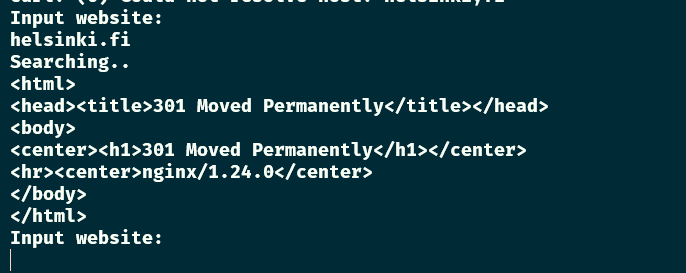 Input website:
helsinki.fi
Searching..
<html>
<head><title>301 Moved Permanently</title></head>
<body>
<center><h1>301 Moved Permanently</h1></center>
<hr><center>nginx/1.24.0</center>
</body>
</html>
Input website: